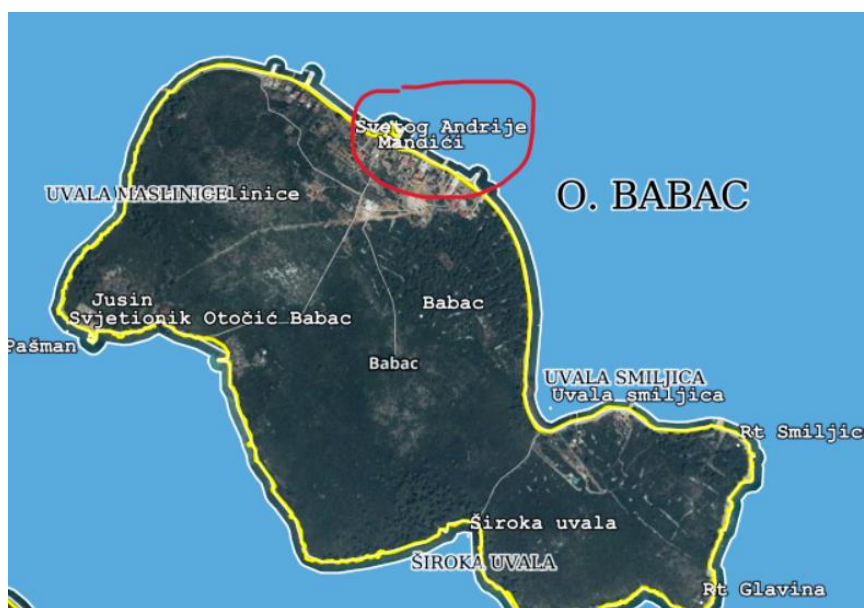 Svetog Andrije
Mandići
O. BABAC
UVALA MASLINICE
Jusin
Babac
Svjetionik Otočić Babac
Pašman
Babac
UVALA SMILJICA
Uvala smiljica
Rt Smiljic
Široka uvala
ŠIROKA UVALA
Rt Glavina